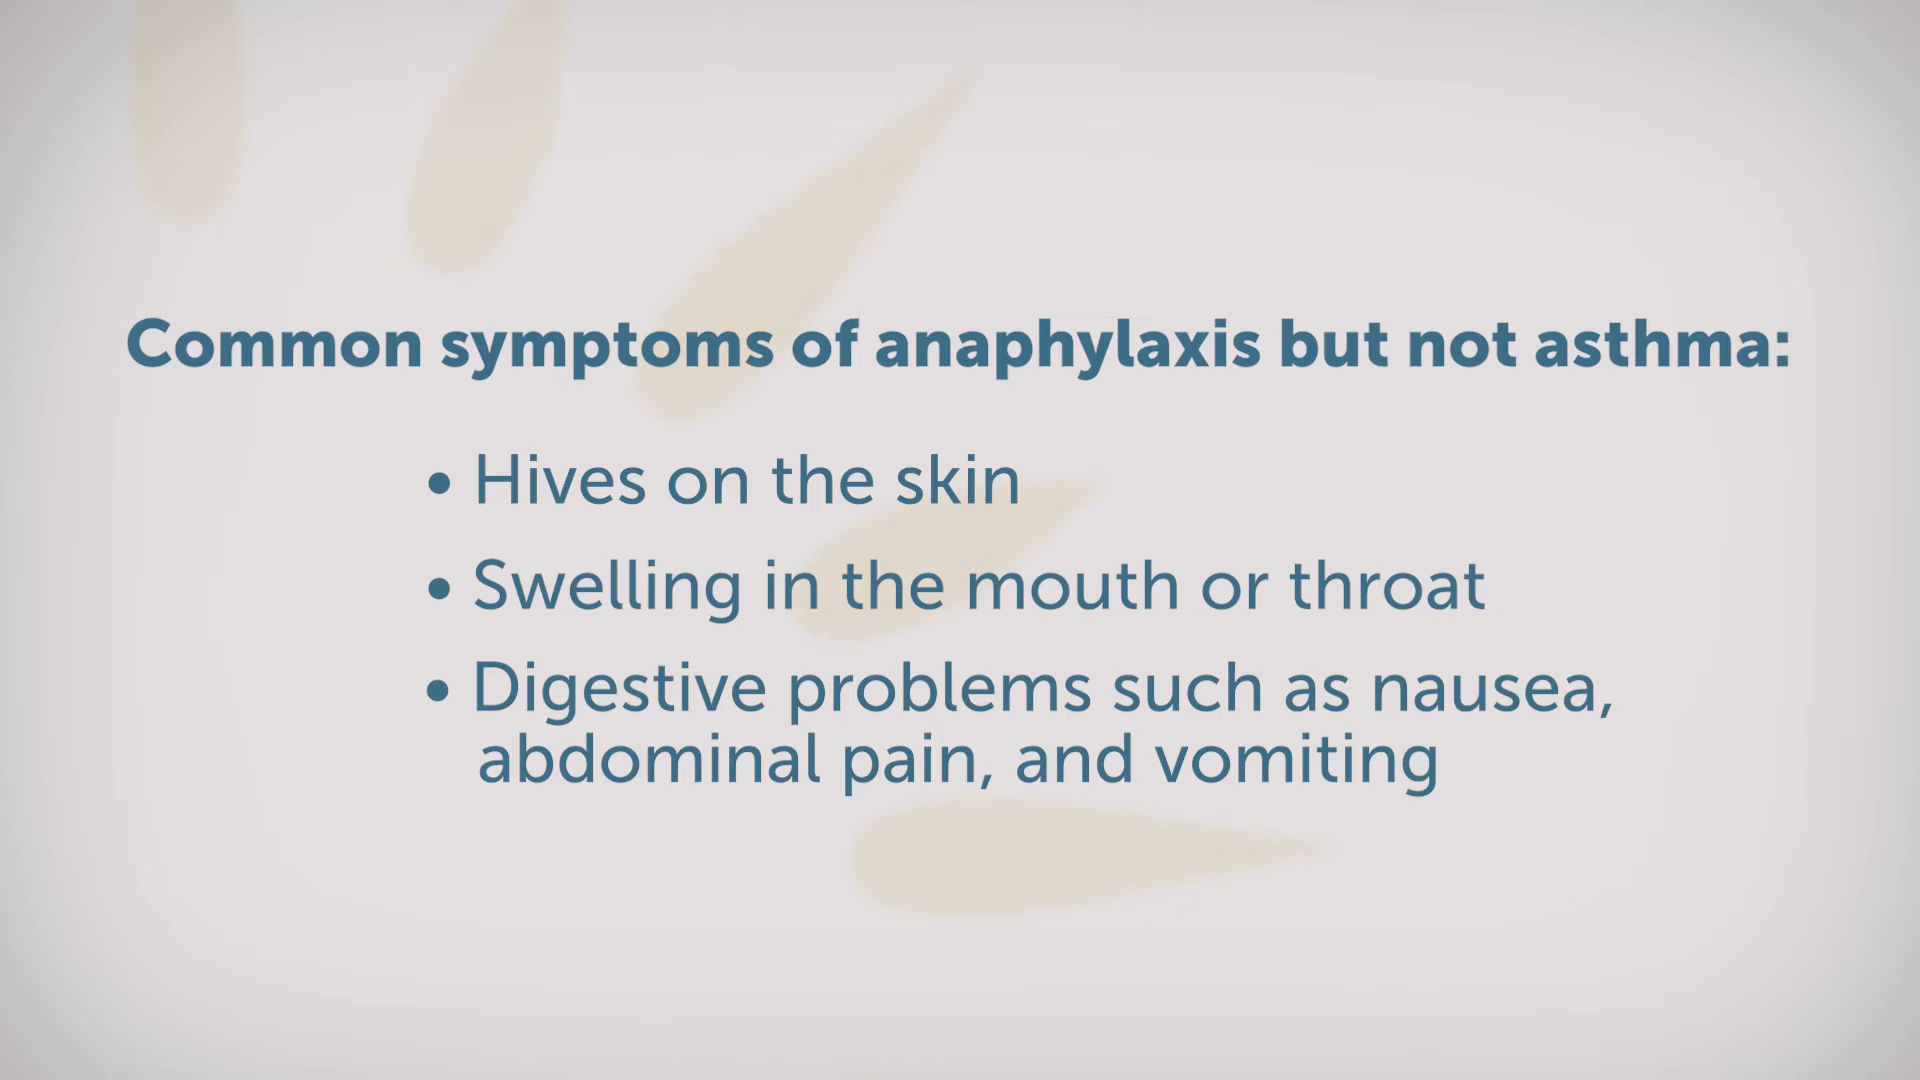 Common symptoms of anaphylaxis but not asthma:
• Hives on the skin
• Swelling in the mouth or throat
• Digestive problems such as nausea,
abdominal pain, and vomiting